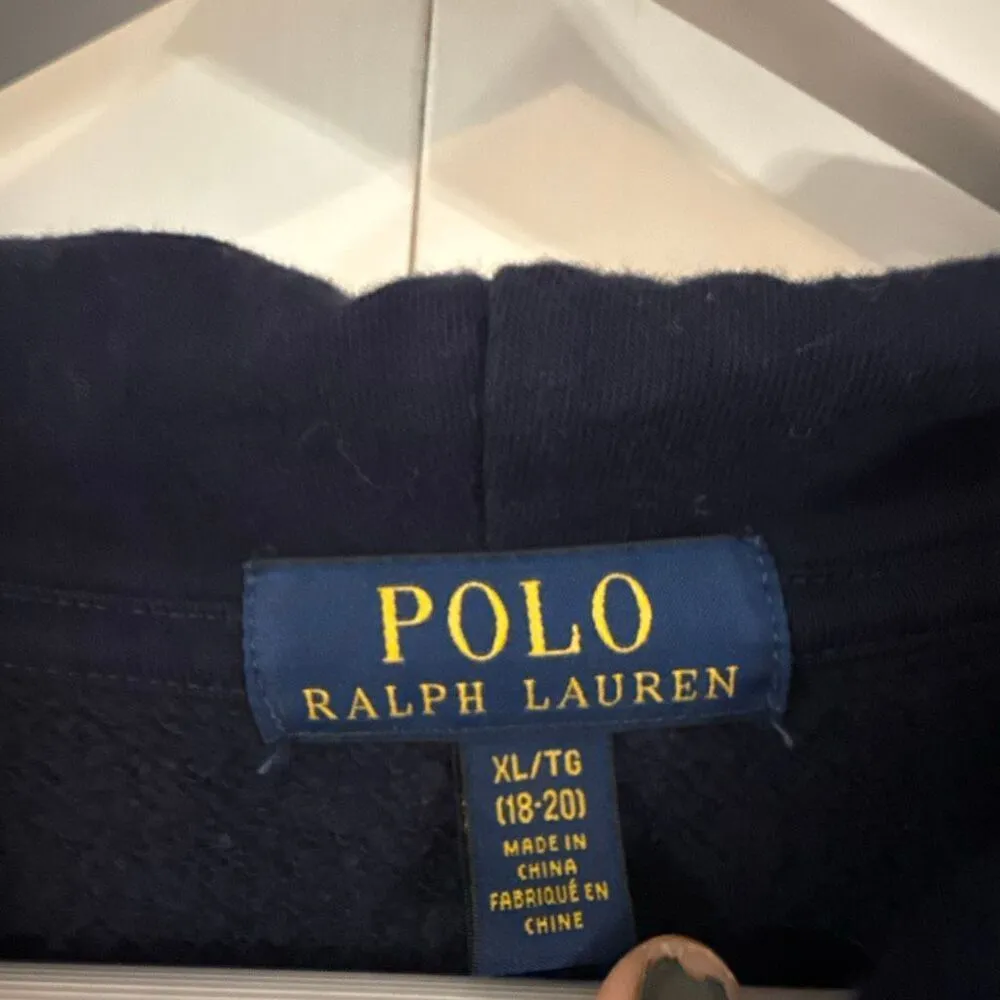 POLO
RALPH LAUREN
XL/TG
(18-20)
MADE IN
CHINA
FABRIQUÉ EN
CHINE